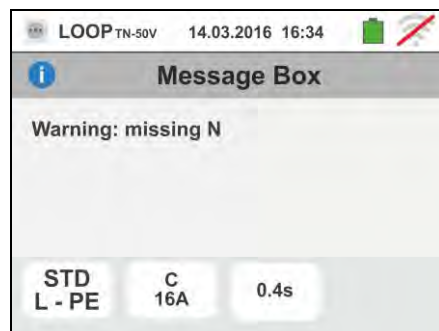 LOOP TN-50V 14.03.2016 16:34
i Message Box
Warning: missing N
STD
L - PE
C
16A
0.4s